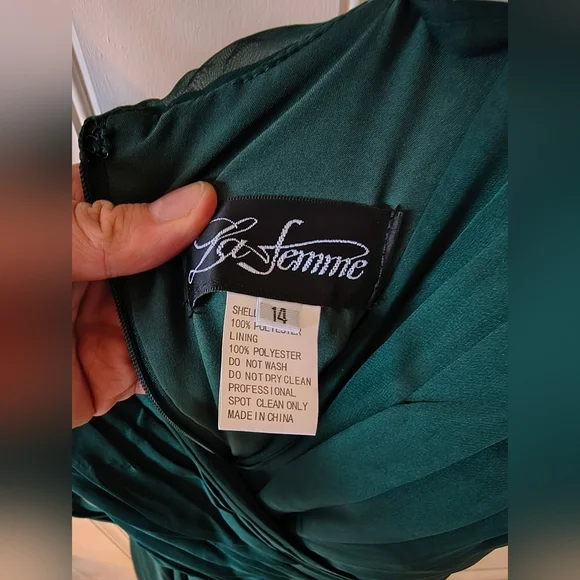 La Femme
14
SHELL
100% POLYESTER
LINING
100% POLYESTER
DO NOT WASH
DO NOT DRY CLEAN
PROFESSIONAL
SPOT CLEAN ONLY
MADE IN CHINA